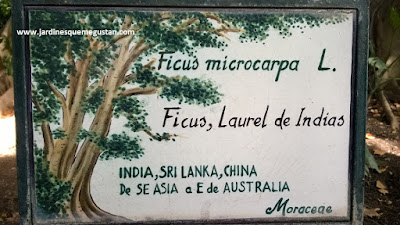 www.jardinesquemegustan.com
Ficus microcarpa L.
Ficus, Laurel de Indias
INDIA, SRI LANKA, CHINA
De SE ASIA a E de AUSTRALIA
Moraceae